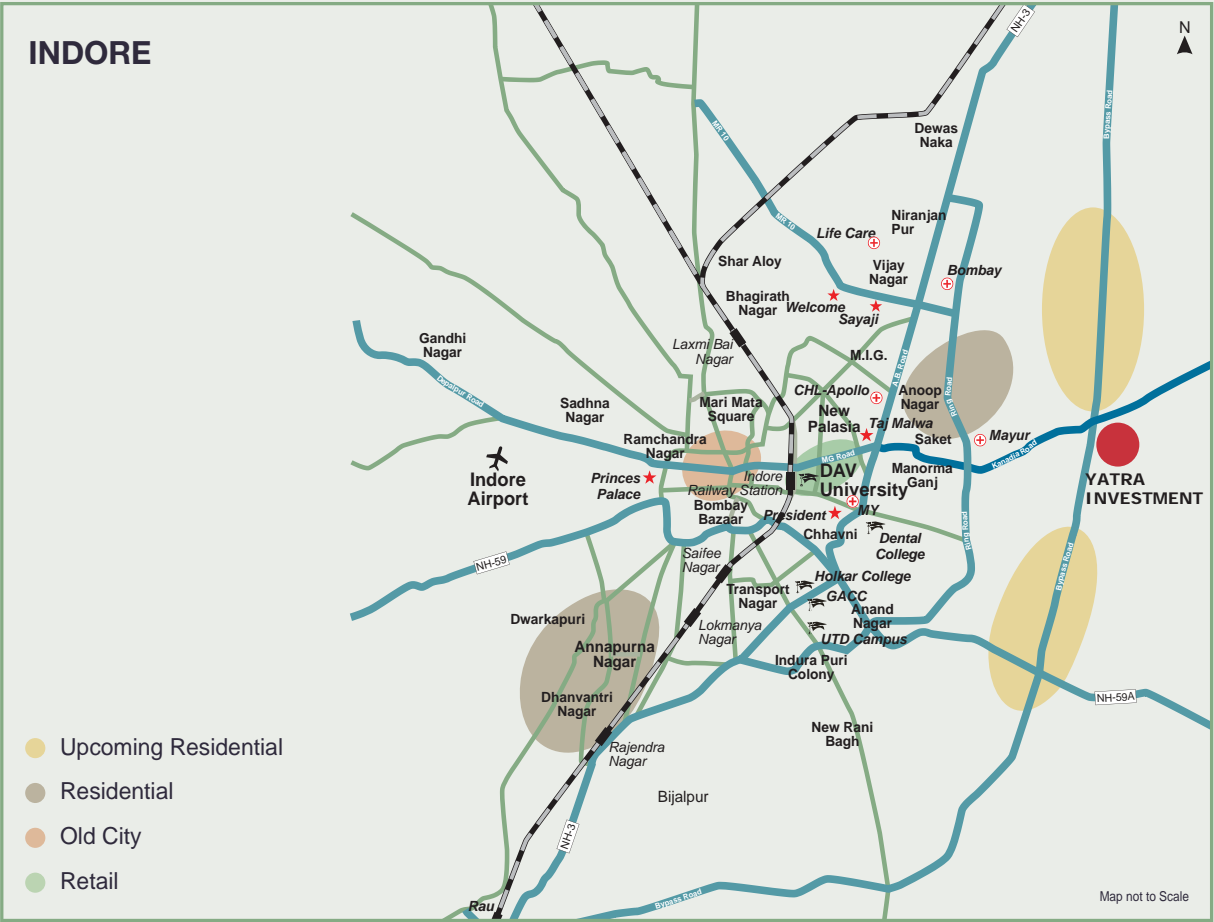 INDORE
N
NH-3
Bypass Road
MR 10
Dewas
Naka
MR 10
Life Care
Niranjan
Pur
Shar Aloy
Vijay
Nagar
Bombay
Bhagirath
Nagar
Welcome
Sayaji
Gandhi
Nagar
Laxmi Bai
Nagar
M.I.G.
A.B. Road
Depalpur Road
CHL-Apollo
Anoop
Nagar
Ring Road
Sadhna
Nagar
Mari Mata
Square
New
Palasia
Taj Malwa
Ramchandra
Nagar
Saket
Mayur
MG Road
Kanadia Road
Indore
Airport
Princes
Palace
Indore
Railway Station
DAV
University
Manorma
Ganj
YATRA
INVESTMENT
Bombay
Bazaar
President
MY
Chhavni
Dental
College
Ring Road
NH-59
Saifee
Nagar
Bypass Road
Transport
Nagar
Holkar College
GACC
Anand
Nagar
Dwarkapuri
Lokmanya
Nagar
UTD Campus
Annapurna
Nagar
Indura Puri
Colony
Dhanvantri
Nagar
NH-59A
New Rani
Bagh
Rajendra
Nagar
Upcoming Residential
Residential
Old City
Retail
Bijalpur
NH-3
Bypass Road
Rau
Map not to Scale